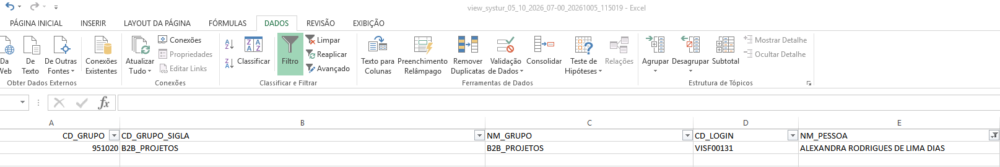 view_systur_05_10_2026_07-00_20261005_115019 - Excel
PÁGINA INICIAL INSERIR LAYOUT DA PÁGINA FÓRMULAS DADOS REVISÃO EXIBIÇÃO
Da Web
De Texto
De Outras Fontes
Conexões Existentes
Obter Dados Externos
Atualizar Tudo
Conexões
Propriedades
Editar Links
Conexões
A Z
Z A
Z A A Z
Classificar
Filtro
Limpar
Reaplicar
Avançado
Classificar e Filtrar
Texto para Colunas
Preenchimento Relâmpago
Remover Duplicatas
Validação de Dados
Consolidar
Teste de Hipóteses
Relações
Ferramentas de Dados
Agrupar
Desagrupar
Subtotal
Mostrar Detalhe
Ocultar Detalhe
Estrutura de Tópicos
fx
A B C D E
CD_GRUPO CD_GRUPO_SIGLA NM_GRUPO CD_LOGIN NM_PESSOA
951020 B2B_PROJETOS B2B_PROJETOS VISF00131 ALEXANDRA RODRIGUES DE LIMA DIAS